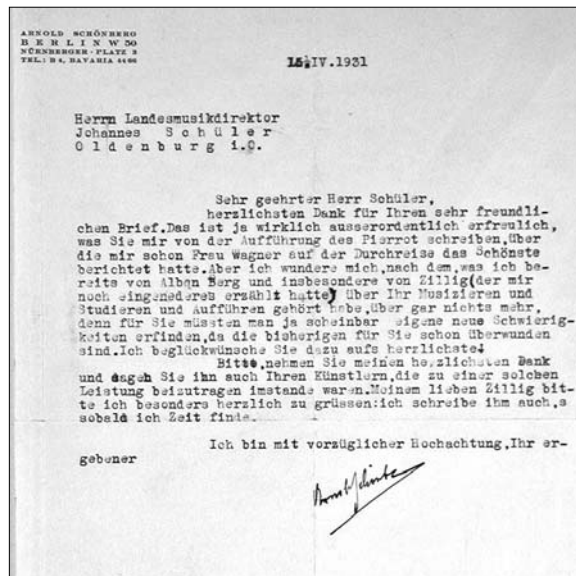 ARNOLD SCHÖNBERG
BERLIN W 50
NÜRNBERGER-PLATZ 3
TEL.: B 4, BAVARIA 4466
IV.1931
Herrn Landesmusikdirektor
Johannes S c h ü l e r
O l d e n b u r g i.O.
Sehr geehrter Herr Schüler,
herzlichsten Dank für Ihren sehr freundli-
chen Brief.Das ist ja wirklich ausserordentlich erfreulich,
was Sie mir von der Aufführung des Pierrot schreiben,über
die mir schon Frau Wagner auf der Durchreise das Schönste
berichtet hatte.Aber ich wundere mich,nach dem,was ich be-
reits von Alban Berg und insbesondere von Zillig(der mir
noch eingenederes erzählt hatte) über Ihr Musizieren und
Studieren und Aufführen gehört habe,über gar nichts mehr,
denn für Sie müssten man ja scheinbar eigene neue Schwierig-
keiten erfinden,da die bisherigen für Sie schon überwunden
sind.Ich beglückwünsche Sie dazu aufs herzlichste!
Bitte,nehmen Sie meinen herzlichsten Dank
und sagen Sie ihn auch Ihren Künstlern,die zu einer solchen
Leistung beizutragen imstande waren.Meinem lieben Zillig bit-
te ich besonders herzlich zu grüssen:ich schreibe ihm auch,s
sobald ich Zeit finde.
Ich bin mit vorzüglicher Hochachtung,Ihr er-
gebener